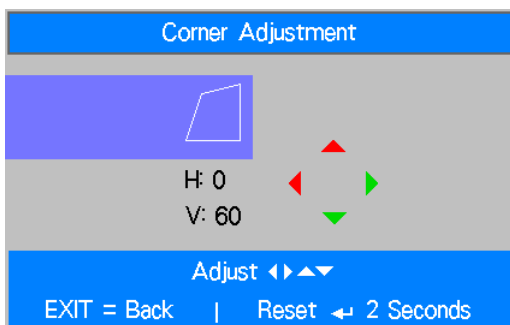 Corner Adjustment
H: 0
V: 60
Adjust
EXIT = Back | Reset ↵ 2 Seconds